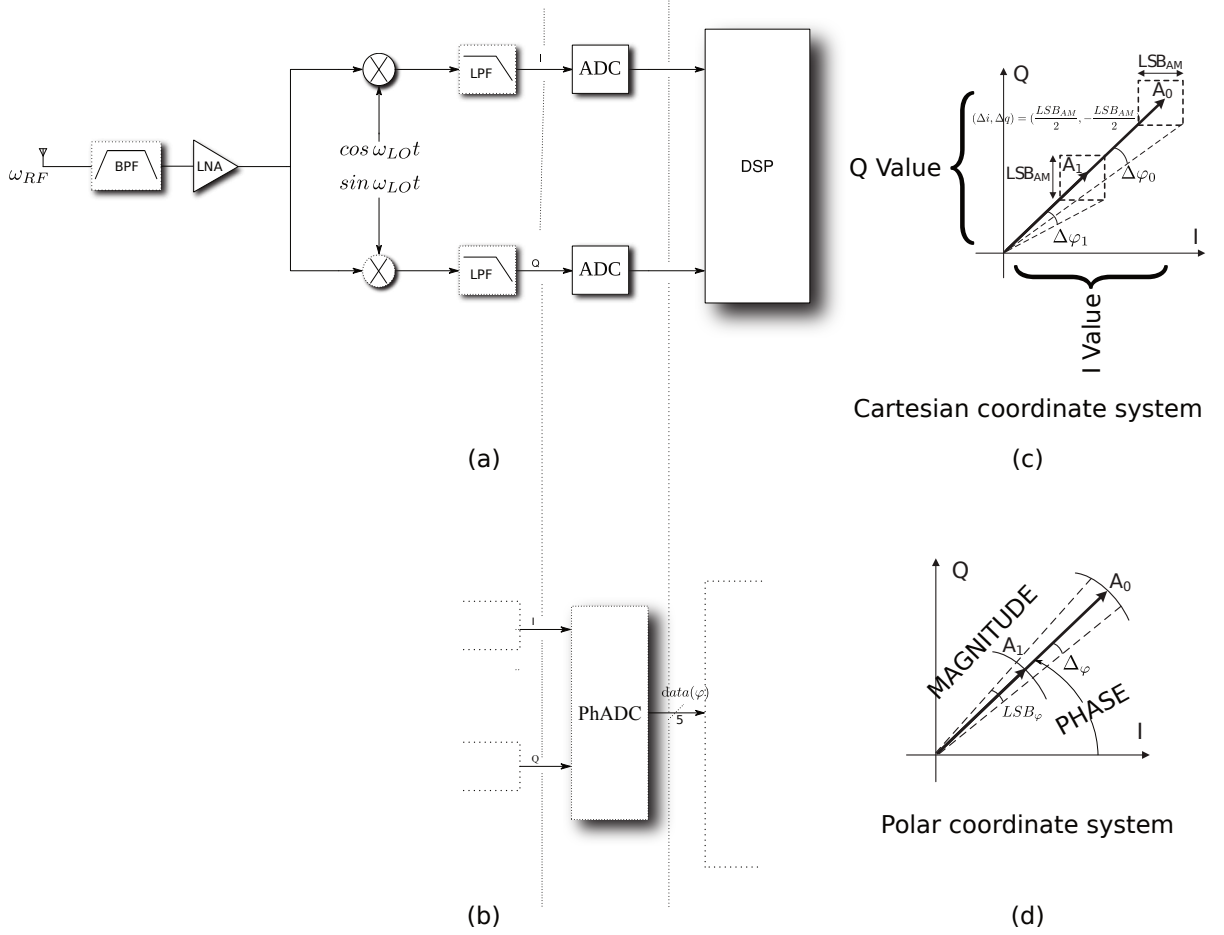 I
LPF
ADC
ω_RF
BPF
LNA
cos ω_LO t
sin ω_LO t
DSP
Q
LPF
ADC
(a)
Q
LSB_AM
A_0
(Δi, Δq) = (LSB_AM/2, −LSB_AM/2
Q Value
LSB_AM
A_1
Δφ_0
Δφ_1
I
I Value
Cartesian coordinate system
(c)
I
PhADC
data(φ)
5
Q
(b)
Q
A_0
MAGNITUDE
A_1
Δ_φ
LSB_φ
PHASE
I
Polar coordinate system
(d)